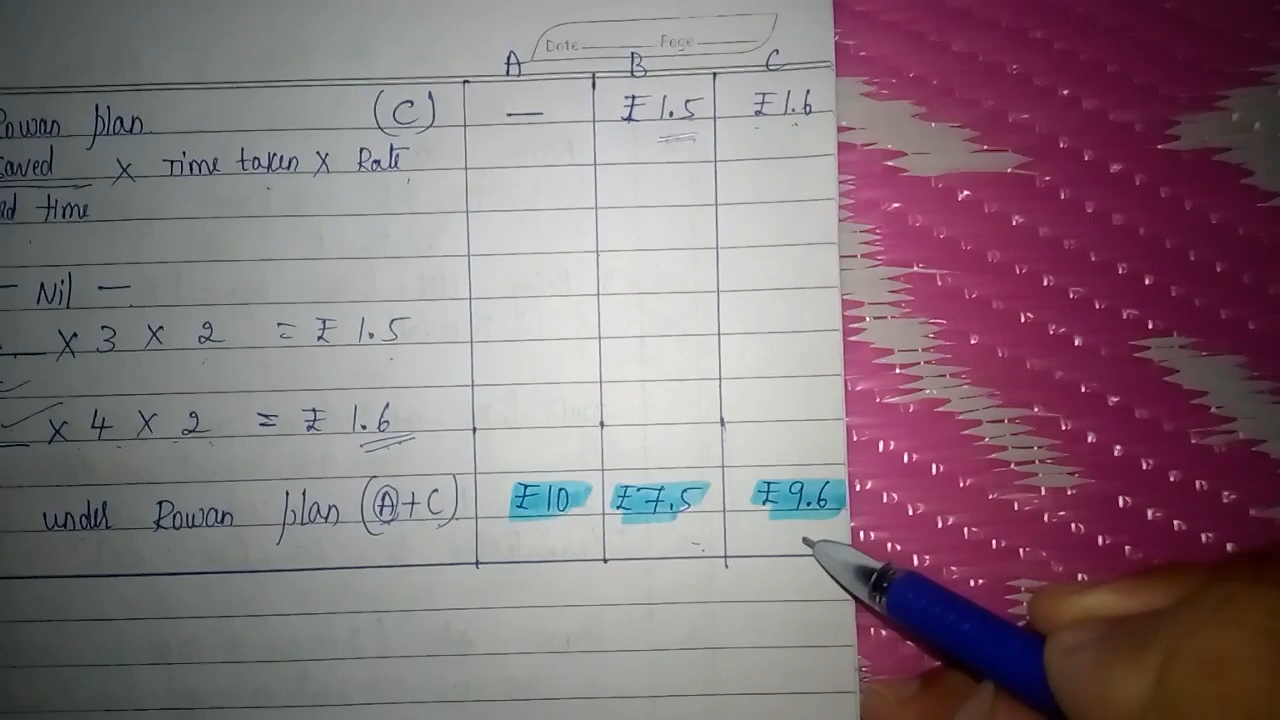 Date Page
A B C
Rowan plan (C) — ₹1.5 ₹1.6
saved × Time taken × Rate
time
— Nil —
× 3 × 2 = ₹ 1.5
× 4 × 2 = ₹ 1.6
under Rowan plan (A+C) ₹10 ₹7.5 ₹9.6